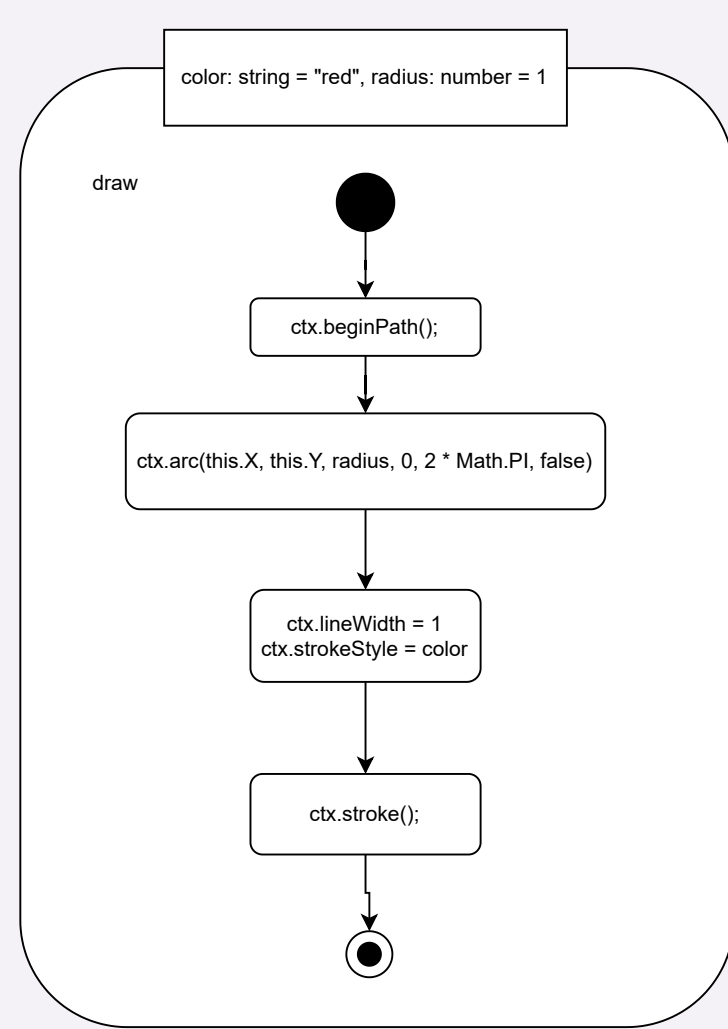 color: string = "red", radius: number = 1
draw
ctx.beginPath();
ctx.arc(this.X, this.Y, radius, 0, 2 * Math.PI, false)
ctx.lineWidth = 1
ctx.strokeStyle = color
ctx.stroke();